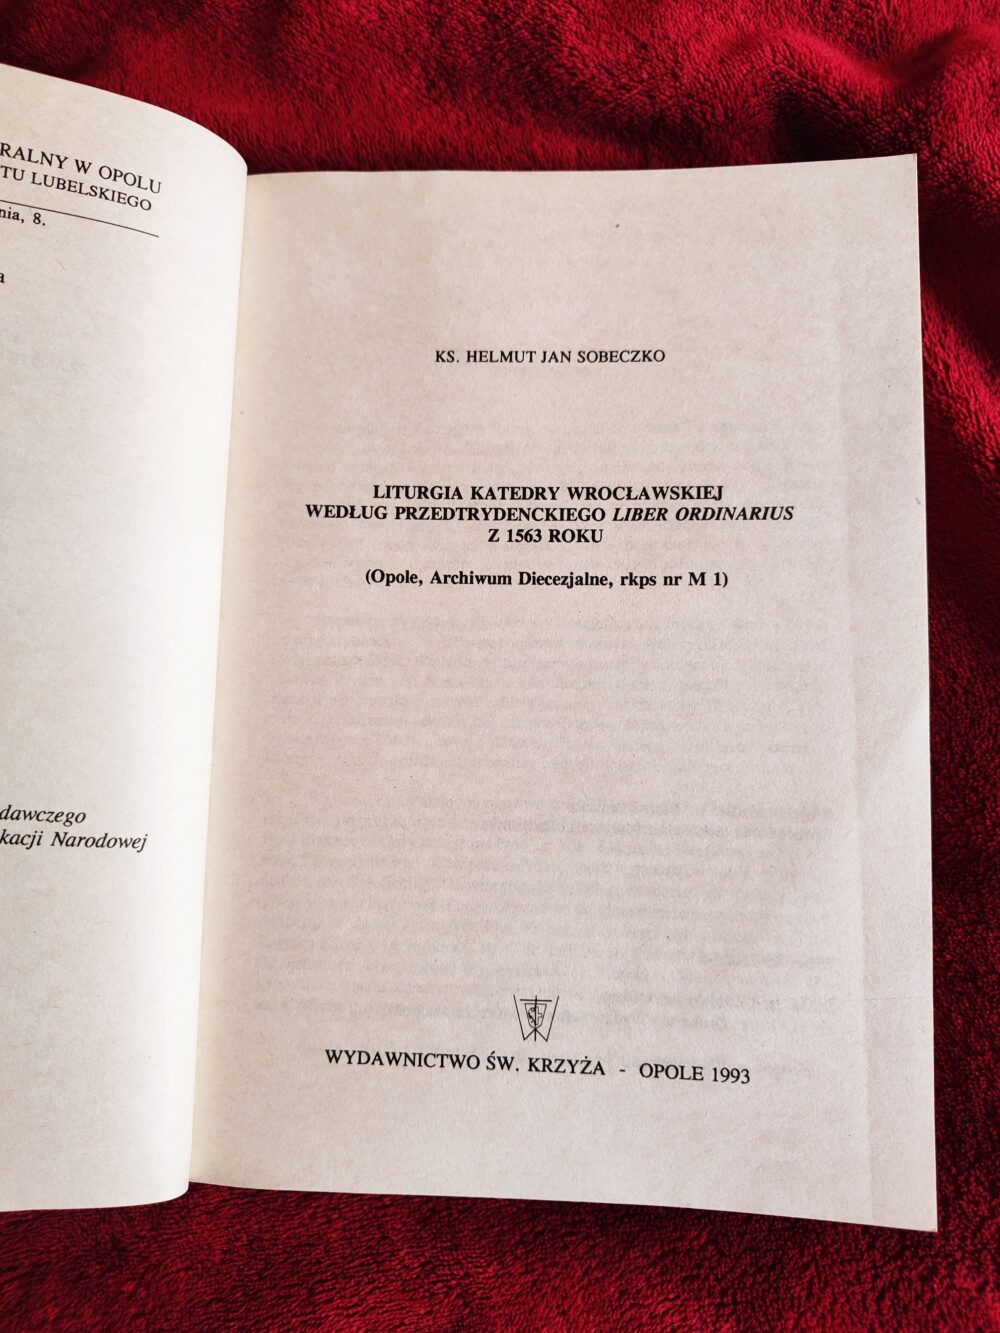 RALNY W OPOLU
TU LUBELSKIEGO
nia, 8.
a
dawczego
kacji Narodowej
KS. HELMUT JAN SOBECZKO
LITURGIA KATEDRY WROCŁAWSKIEJ
WEDŁUG PRZEDTRYDENCKIEGO LIBER ORDINARIUS
Z 1563 ROKU
(Opole, Archiwum Diecezjalne, rkps nr M 1)
WYDAWNICTWO ŚW. KRZYŻA - OPOLE 1993